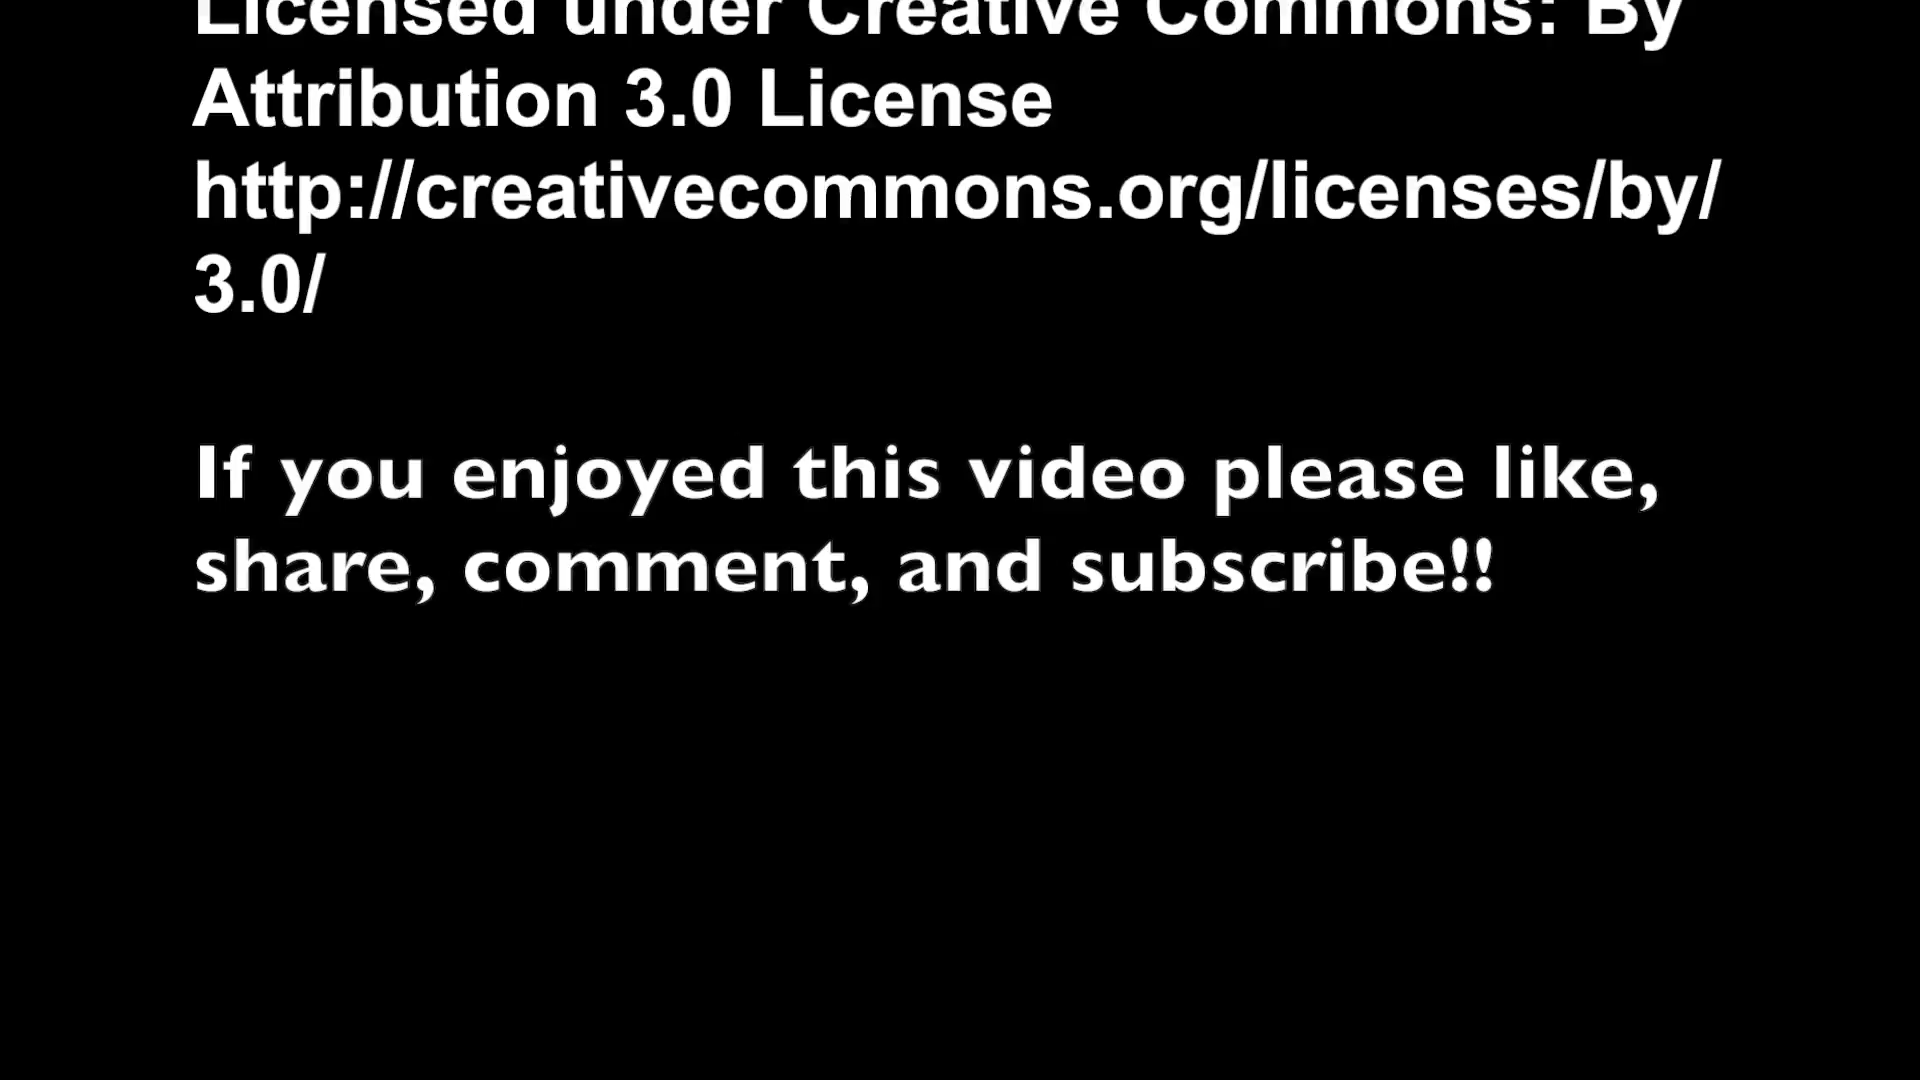 Licensed under Creative Commons: By
Attribution 3.0 License
http://creativecommons.org/licenses/by/
3.0/
If you enjoyed this video please like,
share, comment, and subscribe!!